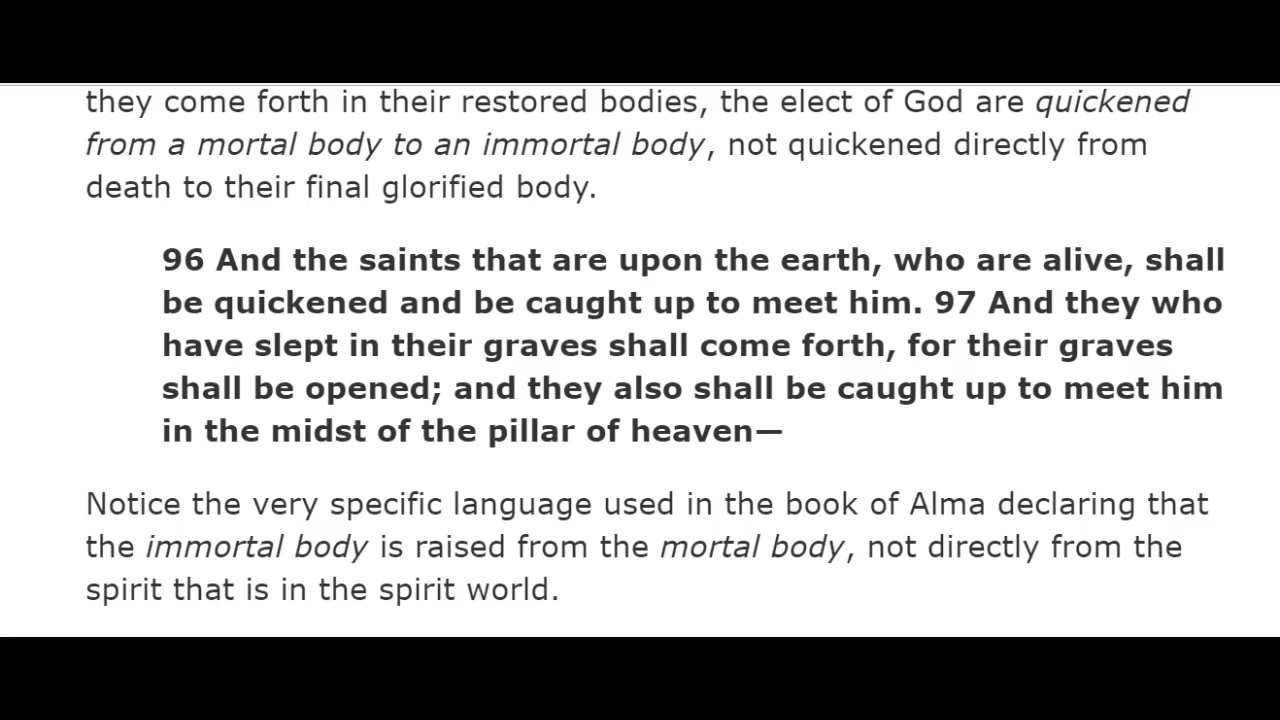 they come forth in their restored bodies, the elect of God are quickened
from a mortal body to an immortal body, not quickened directly from
death to their final glorified body.
96 And the saints that are upon the earth, who are alive, shall
be quickened and be caught up to meet him. 97 And they who
have slept in their graves shall come forth, for their graves
shall be opened; and they also shall be caught up to meet him
in the midst of the pillar of heaven—
Notice the very specific language used in the book of Alma declaring that
the immortal body is raised from the mortal body, not directly from the
spirit that is in the spirit world.